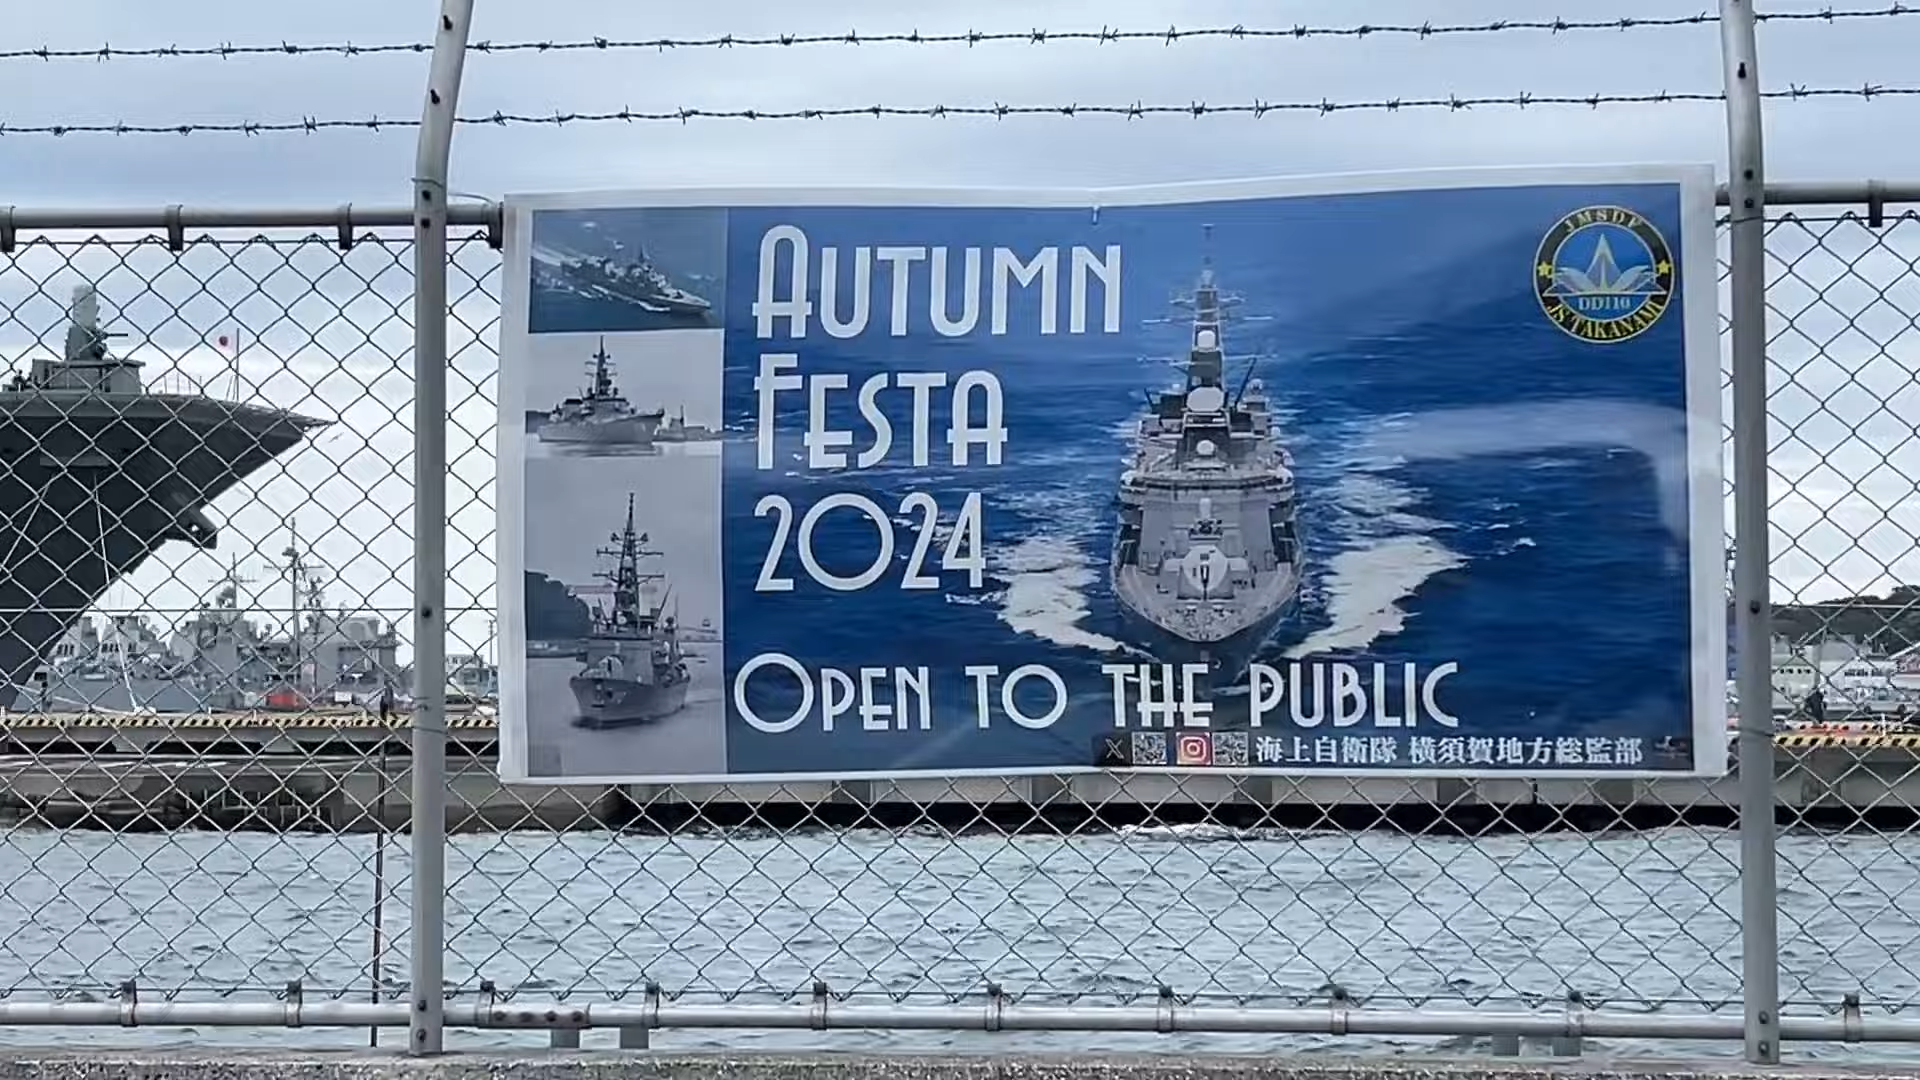 AUTUMN
FESTA
2024
OPEN TO THE PUBLIC
JMSDF
DD110
JS TAKANAMI
海上自衛隊 横須賀地方総監部